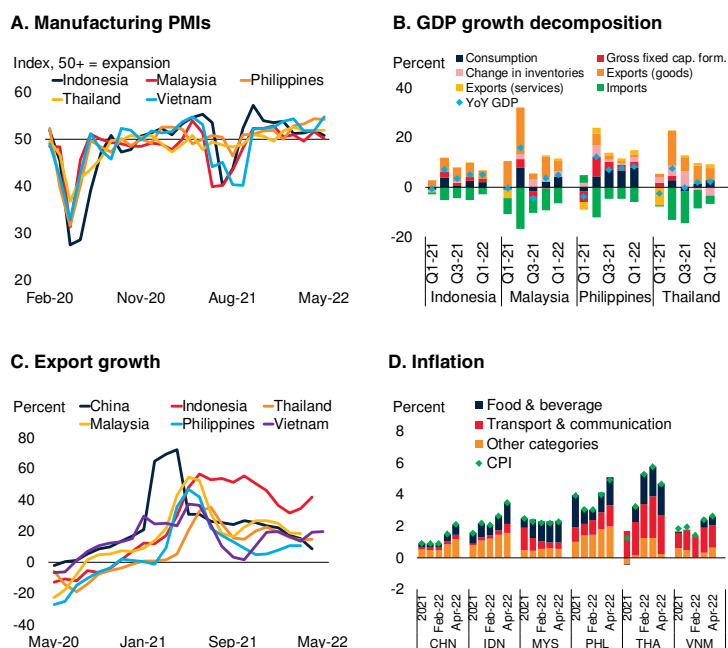 A. Manufacturing PMIs
Index, 50+ = expansion
Indonesia Malaysia Philippines
Thailand Vietnam
60
50
40
30
20
Feb-20 Nov-20 Aug-21 May-22
B. GDP growth decomposition
Percent
Consumption Gross fixed cap. form.
Change in inventories Exports (goods)
Exports (services) Imports
YoY GDP
40
20
0
-20
Q1-21 Q3-21 Q1-22 Q1-21 Q3-21 Q1-22 Q1-21 Q3-21 Q1-22 Q1-21 Q3-21 Q1-22
Indonesia Malaysia Philippines Thailand
C. Export growth
Percent
China Indonesia Thailand
Malaysia Philippines Vietnam
80
60
40
20
0
-20
-40
May-20 Jan-21 Sep-21 May-22
D. Inflation
Percent
Food & beverage
Transport & communication
Other categories
CPI
8
6
4
2
0
-2
2021 Feb-22 Apr-22 2021 Feb-22 Apr-22 2021 Feb-22 Apr-22 2021 Feb-22 Apr-22 2021 Feb-22 Apr-22 2021 Feb-22 Apr-22
CHN IDN MYS PHL THA VNM